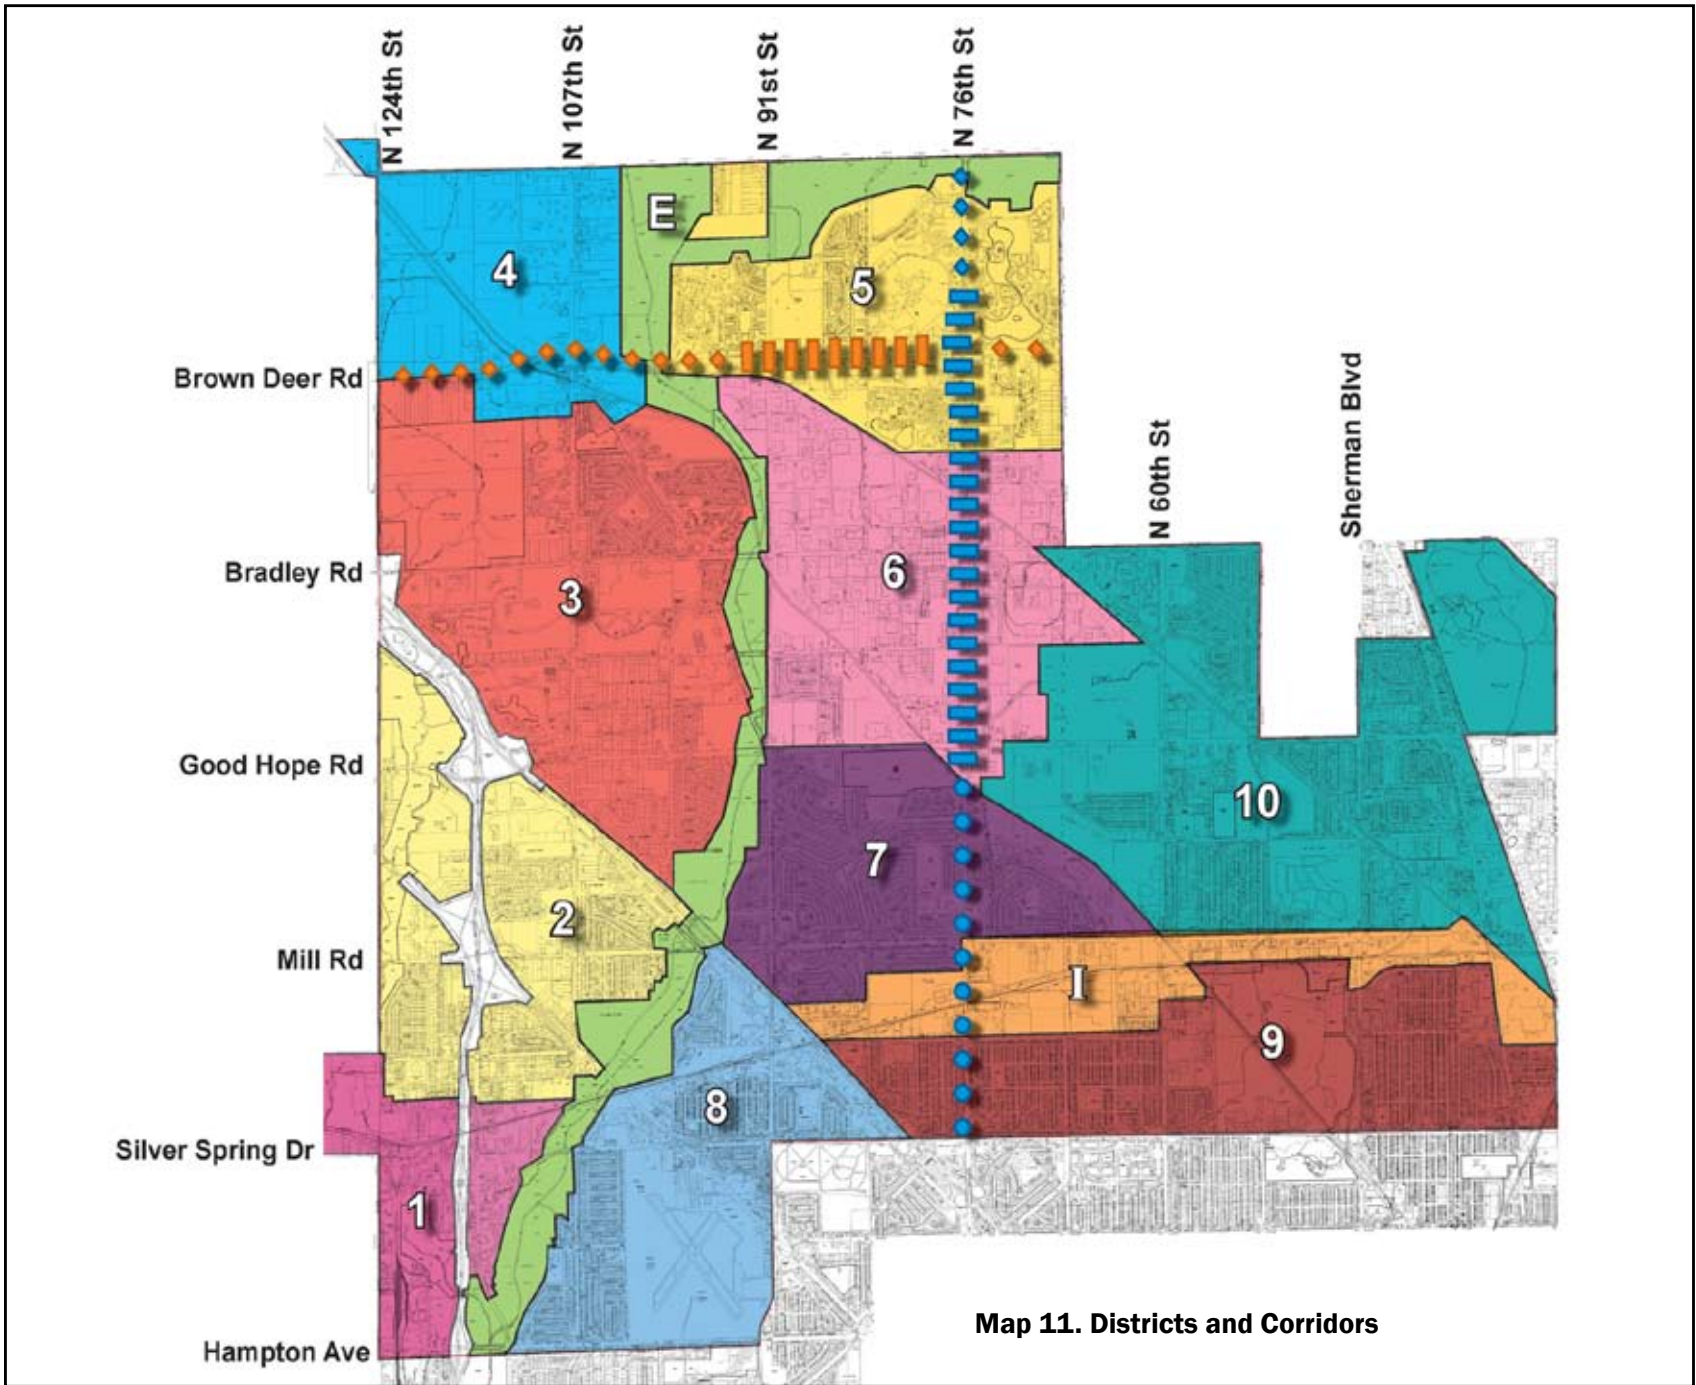 N 124th St
N 107th St
N 91st St
N 76th St
E
4
5
Brown Deer Rd
N 60th St
Sherman Blvd
Bradley Rd
6
3
Good Hope Rd
10
7
2
Mill Rd
I
9
8
Silver Spring Dr
1
Hampton Ave
Map 11. Districts and Corridors